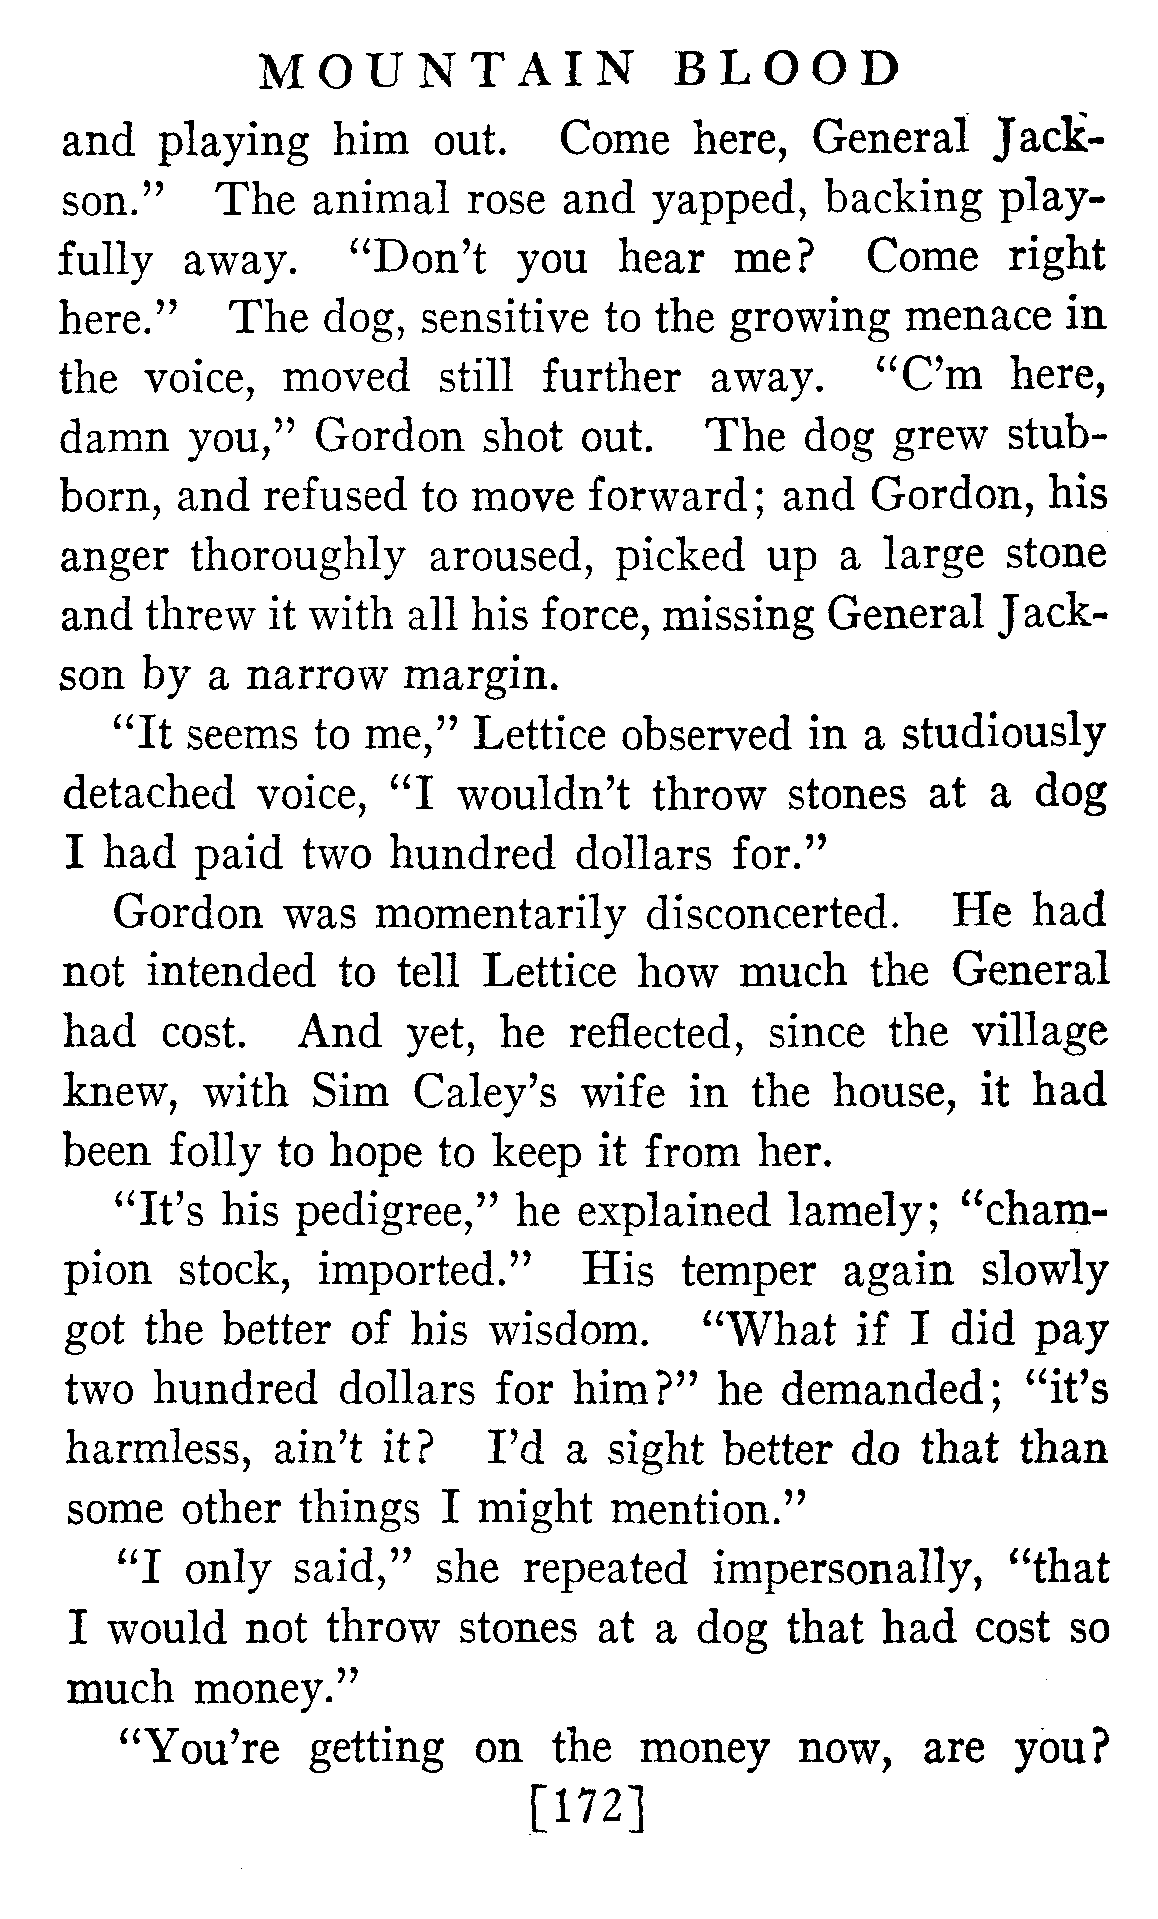 MOUNTAIN BLOOD
and playing him out. Come here, General Jack-
son." The animal rose and yapped, backing play-
fully away. "Don't you hear me? Come right
here." The dog, sensitive to the growing menace in
the voice, moved still further away. "C'm here,
damn you," Gordon shot out. The dog grew stub-
born, and refused to move forward; and Gordon, his
anger thoroughly aroused, picked up a large stone
and threw it with all his force, missing General Jack-
son by a narrow margin.
"It seems to me," Lettice observed in a studiously
detached voice, "I wouldn't throw stones at a dog
I had paid two hundred dollars for."
Gordon was momentarily disconcerted. He had
not intended to tell Lettice how much the General
had cost. And yet, he reflected, since the village
knew, with Sim Caley's wife in the house, it had
been folly to hope to keep it from her.
"It's his pedigree," he explained lamely; "cham-
pion stock, imported." His temper again slowly
got the better of his wisdom. "What if I did pay
two hundred dollars for him?" he demanded; "it's
harmless, ain't it? I'd a sight better do that than
some other things I might mention."
"I only said," she repeated impersonally, "that
I would not throw stones at a dog that had cost so
much money."
"You're getting on the money now, are you?
[172]